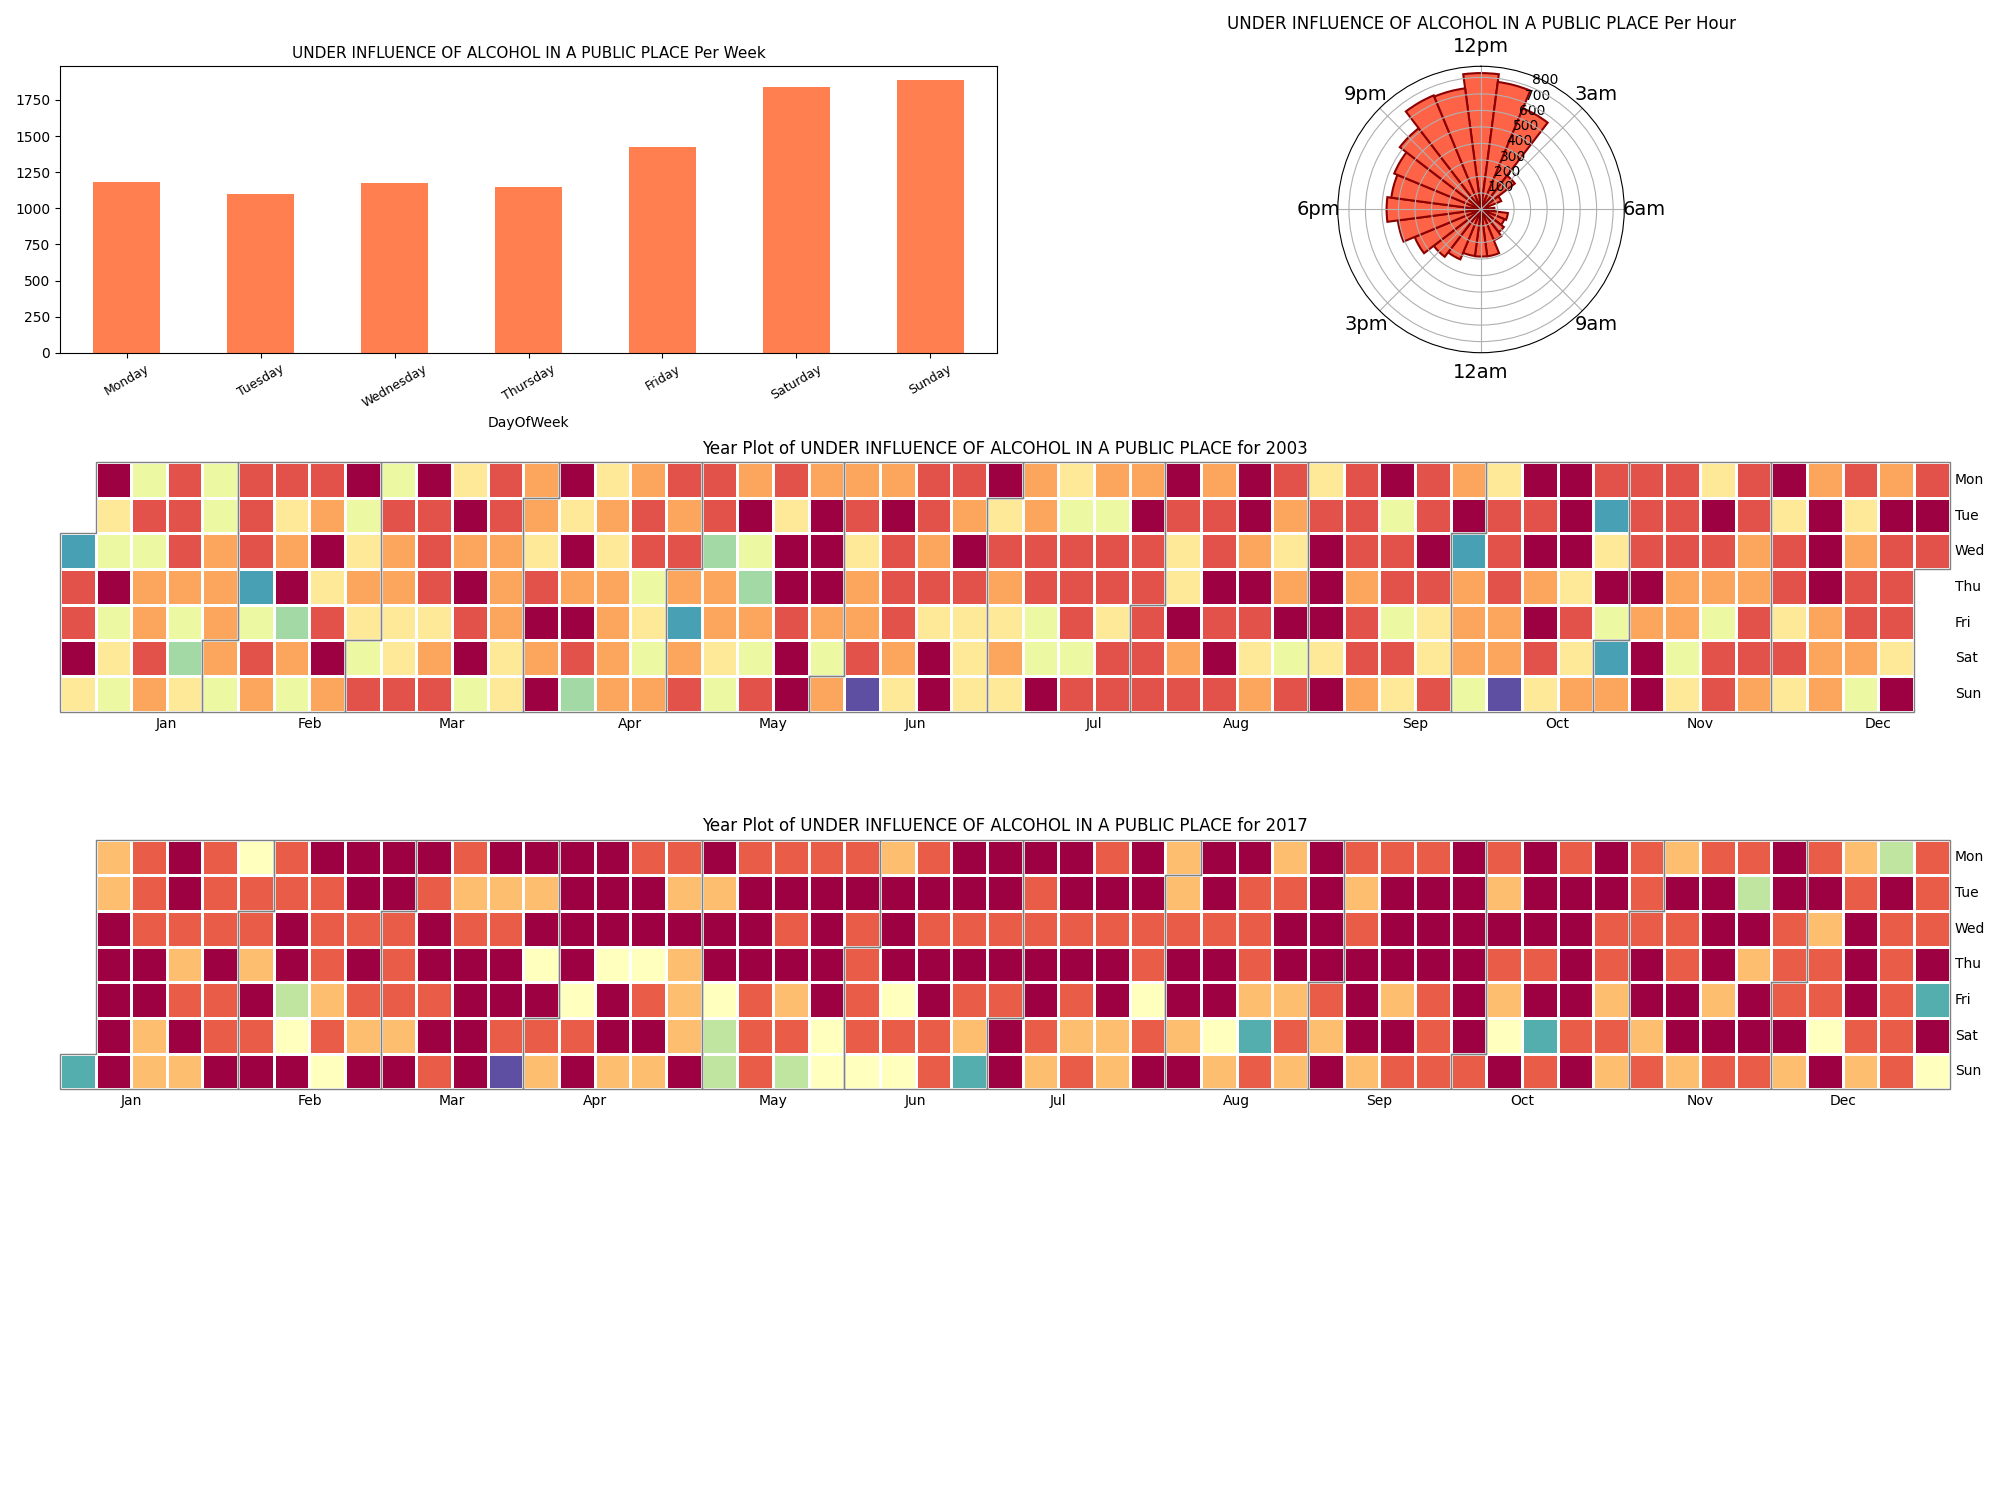 UNDER INFLUENCE OF ALCOHOL IN A PUBLIC PLACE Per Week
1750
1500
1250
1000
750
500
250
0
Monday
Tuesday
Wednesday
Thursday
Friday
Saturday
Sunday
DayOfWeek
UNDER INFLUENCE OF ALCOHOL IN A PUBLIC PLACE Per Hour
12pm
9pm
3am
6pm
6am
3pm
9am
12am
800
700
600
500
400
300
200
100
Year Plot of UNDER INFLUENCE OF ALCOHOL IN A PUBLIC PLACE for 2003
Mon
Tue
Wed
Thu
Fri
Sat
Sun
Jan Feb Mar Apr May Jun Jul Aug Sep Oct Nov Dec
Year Plot of UNDER INFLUENCE OF ALCOHOL IN A PUBLIC PLACE for 2017
Mon
Tue
Wed
Thu
Fri
Sat
Sun
Jan Feb Mar Apr May Jun Jul Aug Sep Oct Nov Dec